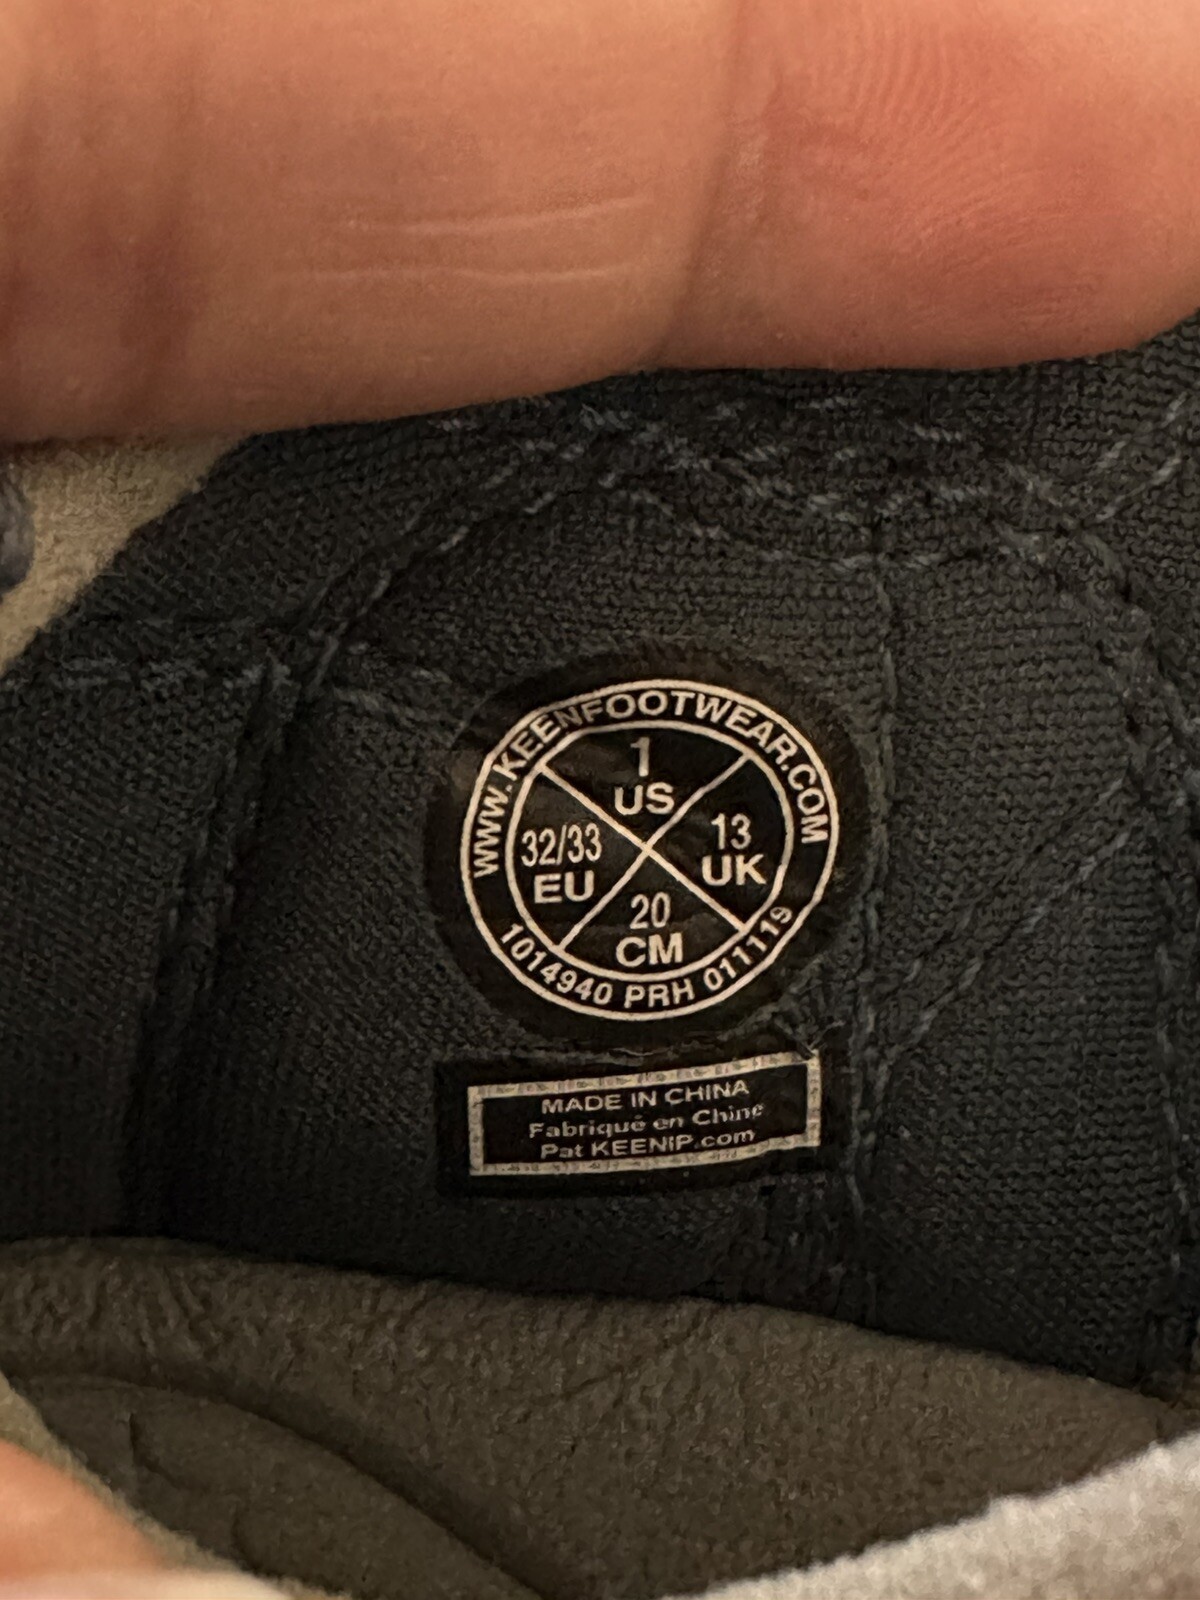 WWW.KEENFOOTWEAR.COM
1
US
32/33
EU
13
UK
20
CM
1014940 PRH 011119
MADE IN CHINA
Fabriqué en Chine
Pat KEENIP.com